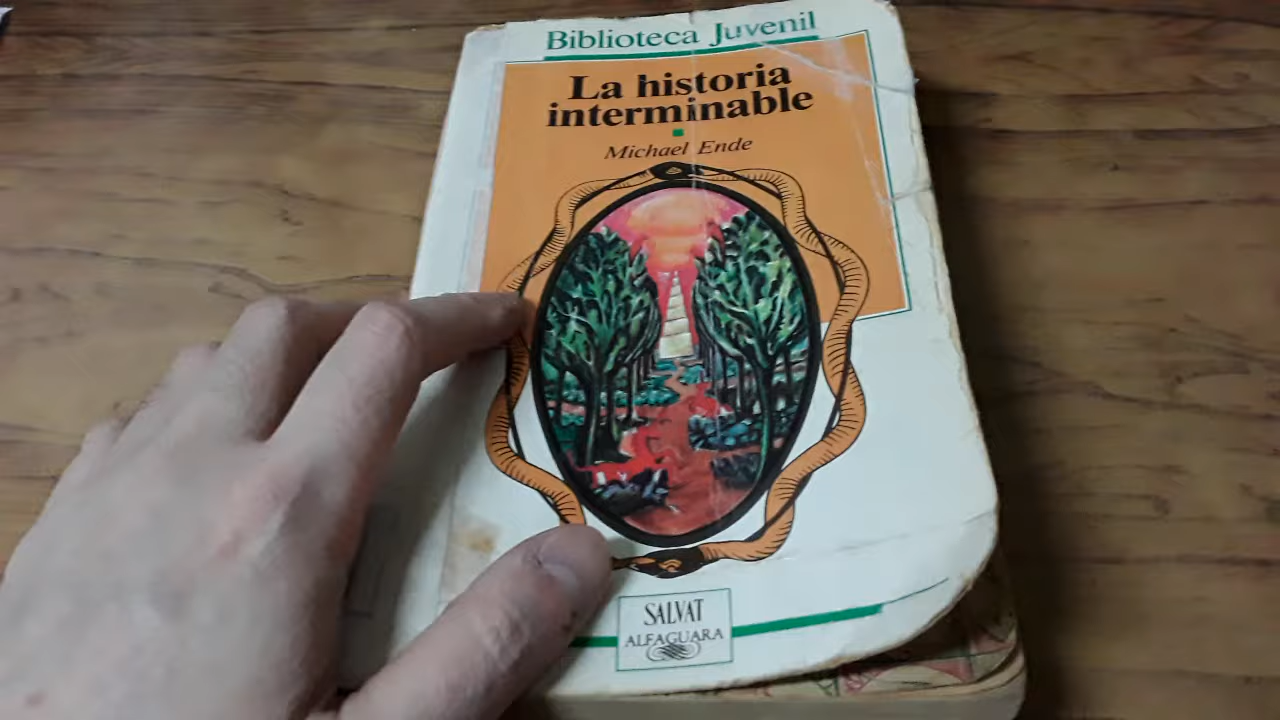 Biblioteca Juvenil
La historia
interminable
Michael Ende
SALVAT
ALFAGUARA